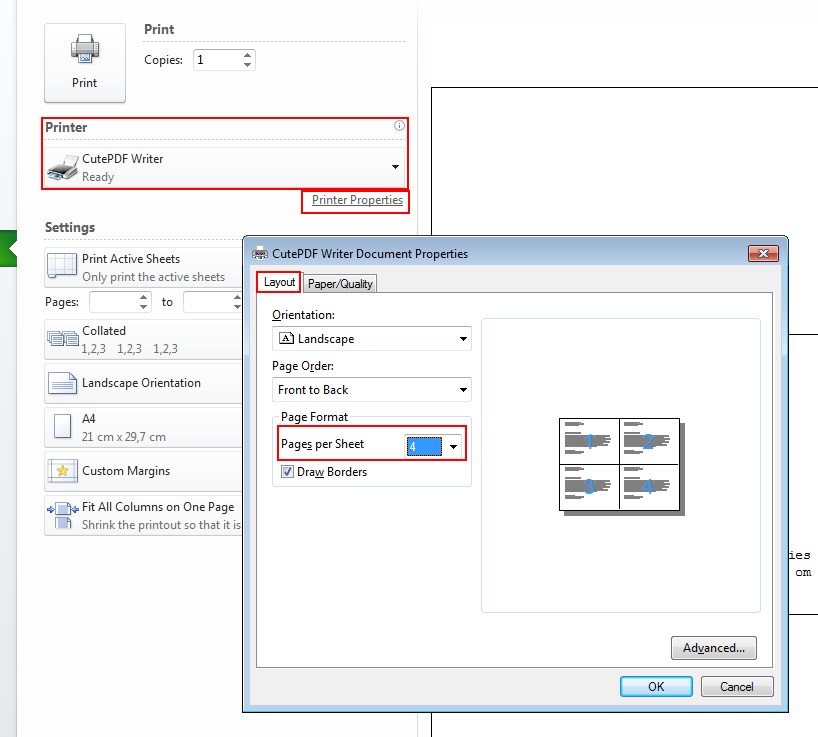 Print
Copies: 1
Print
Printer
CutePDF Writer
Ready
Printer Properties
Settings
Print Active Sheets
Only print the active sheets
Pages: to
Collated
1,2,3 1,2,3 1,2,3
Landscape Orientation
A4
21 cm x 29,7 cm
Custom Margins
Fit All Columns on One Page
Shrink the printout so that it is
CutePDF Writer Document Properties
Layout Paper/Quality
Orientation:
A Landscape
Page Order:
Front to Back
Page Format
Pages per Sheet 4
Draw Borders
1 2
3 4
Advanced...
OK Cancel
ies
om